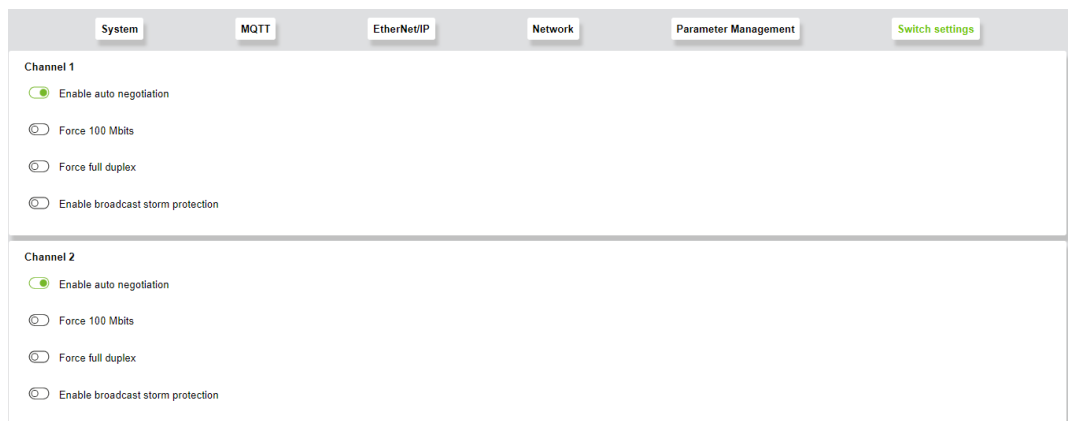 System MQTT EtherNet/IP Network Parameter Management Switch settings
Channel 1
Enable auto negotiation
Force 100 Mbits
Force full duplex
Enable broadcast storm protection
Channel 2
Enable auto negotiation
Force 100 Mbits
Force full duplex
Enable broadcast storm protection